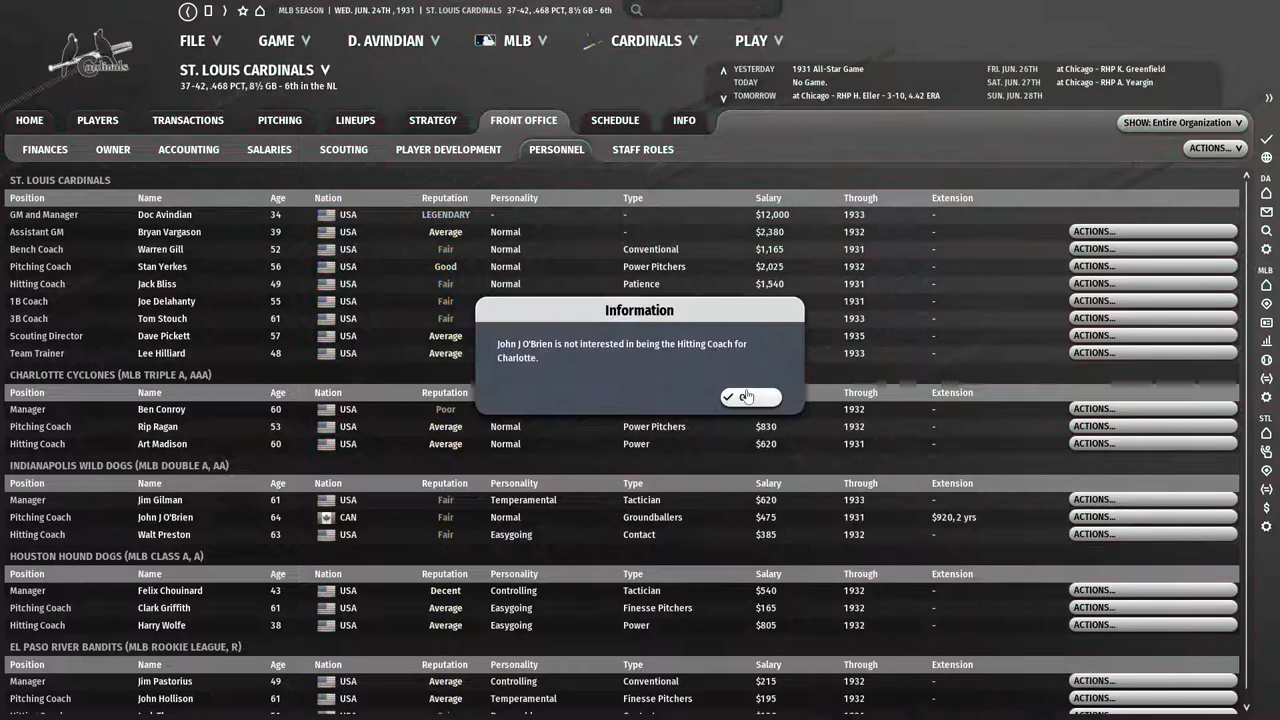 MLB SEASON | WED. JUN. 24TH , 1931 | ST. LOUIS CARDINALS 37-42, .468 PCT, 8½ GB - 6th
Cardinals
FILE GAME D. AVINDIAN MLB CARDINALS PLAY
ST. LOUIS CARDINALS
37-42, .468 PCT, 8½ GB - 6th in the NL
YESTERDAY 1931 All-Star Game FRI. JUN. 26TH at Chicago - RHP K. Greenfield
TODAY No Game. SAT. JUN. 27TH at Chicago - RHP A. Yeargin
TOMORROW at Chicago - RHP H. Eller - 3-10, 4.42 ERA SUN. JUN. 28TH
HOME PLAYERS TRANSACTIONS PITCHING LINEUPS STRATEGY FRONT OFFICE SCHEDULE INFO SHOW: Entire Organization
FINANCES OWNER ACCOUNTING SALARIES SCOUTING PLAYER DEVELOPMENT PERSONNEL STAFF ROLES ACTIONS...
ST. LOUIS CARDINALS
Position Name Age Nation Reputation Personality Type Salary Through Extension
GM and Manager Doc Avindian 34 USA LEGENDARY - - $12,000 1933 -
Assistant GM Bryan Vargason 39 USA Average Normal - $2,380 1932 - ACTIONS...
Bench Coach Warren Gill 52 USA Fair Normal Conventional $1,165 1931 - ACTIONS...
Pitching Coach Stan Yerkes 56 USA Good Normal Power Pitchers $2,025 1932 - ACTIONS...
Hitting Coach Jack Bliss 49 USA Fair Normal Patience $1,540 1931 - ACTIONS...
1B Coach Joe Delahanty 55 USA Fair 1931 - ACTIONS...
3B Coach Tom Stouch 61 USA Fair 1931 - ACTIONS...
Scouting Director Dave Pickett 57 USA Average 1935 - ACTIONS...
Team Trainer Lee Hilliard 48 USA Average 1933 - ACTIONS...
Information
John J O'Brien is not interested in being the Hitting Coach for
Charlotte.
CHARLOTTE CYCLONES (MLB TRIPLE A, AAA)
Position Name Age Nation Reputation Salary Through Extension
Manager Ben Conroy 60 USA Poor 1932 - ACTIONS...
Pitching Coach Rip Ragan 53 USA Average Normal Power Pitchers $830 1932 - ACTIONS...
Hitting Coach Art Madison 60 USA Average Normal Power $620 1931 - ACTIONS...
INDIANAPOLIS WILD DOGS (MLB DOUBLE A, AA)
Position Name Age Nation Reputation Personality Type Salary Through Extension
Manager Jim Gilman 61 USA Fair Temperamental Tactician $620 1933 - ACTIONS...
Pitching Coach John J O'Brien 64 CAN Fair Normal Groundballers $475 1931 $920, 2 yrs ACTIONS...
Hitting Coach Walt Preston 63 USA Fair Easygoing Contact $385 1931 - ACTIONS...
HOUSTON HOUND DOGS (MLB CLASS A, A)
Position Name Age Nation Reputation Personality Type Salary Through Extension
Manager Felix Chouinard 43 USA Decent Controlling Tactician $540 1932 - ACTIONS...
Pitching Coach Clark Griffith 61 USA Average Easygoing Finesse Pitchers $165 1932 - ACTIONS...
Hitting Coach Harry Wolfe 38 USA Average Easygoing Power $805 1932 - ACTIONS...
EL PASO RIVER BANDITS (MLB ROOKIE LEAGUE, R)
Position Name Age Nation Reputation Personality Type Salary Through Extension
Manager Jim Pastorius 49 USA Average Controlling Conventional $215 1932 - ACTIONS...
Pitching Coach John Hollison 61 USA Average Temperamental Finesse Pitchers $195 1932 - ACTIONS...
DA
MLB
STL